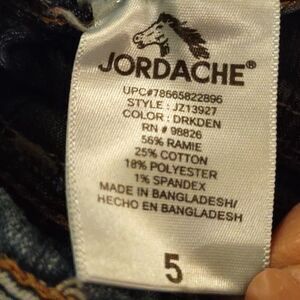 JORDACHE®
UPC#78665822896
STYLE : JZ13927
COLOR : DRKDEN
RN # 98826
56% RAMIE
25% COTTON
18% POLYESTER
1% SPANDEX
MADE IN BANGLADESH/
HECHO EN BANGLADESH
5